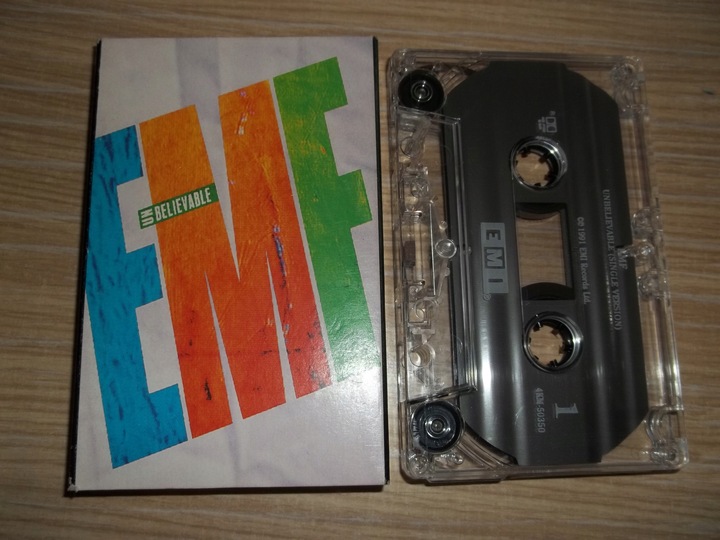 EMF
UN
BELIEVABLE
EMF
UNBELIEVABLE (SINGLE VERSION)
℗ 1991 EMI Records Ltd.
EMI
1
4KM-50350